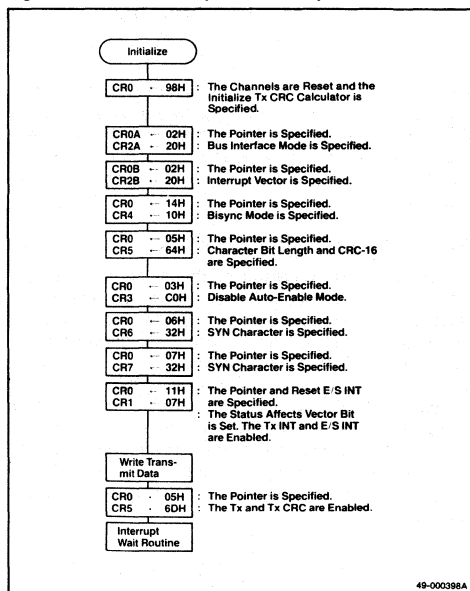 Initialize
CR0 ← 98H : The Channels are Reset and the
Initialize Tx CRC Calculator is
Specified.
CR0A ← 02H : The Pointer is Specified.
CR2A ← 20H : Bus Interface Mode is Specified.
CR0B ← 02H : The Pointer is Specified.
CR2B ← 20H : Interrupt Vector is Specified.
CR0 ← 14H : The Pointer is Specified.
CR4 ← 10H : Bisync Mode is Specified.
CR0 ← 05H : The Pointer is Specified.
CR5 ← 64H : Character Bit Length and CRC-16
are Specified.
CR0 ← 03H : The Pointer is Specified.
CR3 ← C0H : Disable Auto-Enable Mode.
CR0 ← 06H : The Pointer is Specified.
CR6 ← 32H : SYN Character is Specified.
CR0 ← 07H : The Pointer is Specified.
CR7 ← 32H : SYN Character is Specified.
CR0 ← 11H : The Pointer and Reset E/S INT
CR1 ← 07H are Specified.
: The Status Affects Vector Bit
is Set. The Tx INT and E/S INT
are Enabled.
Write Trans-
mit Data
CR0 ← 05H : The Pointer is Specified.
CR5 ← 6DH : The Tx and Tx CRC are Enabled.
Interrupt
Wait Routine
49-000398A